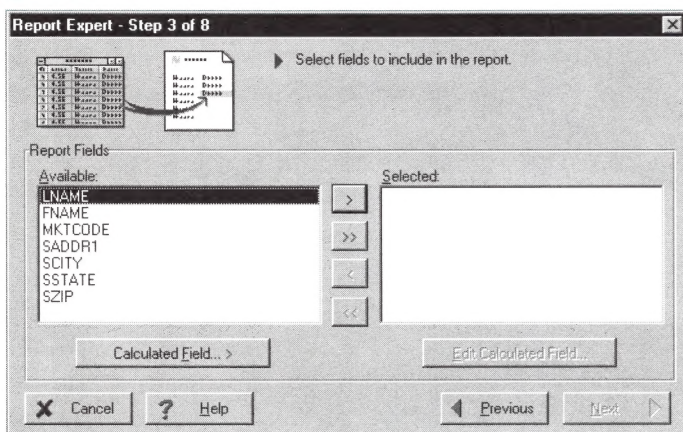 Report Expert - Step 3 of 8
Select fields to include in the report.
Report Fields
Available:
LNAME
FNAME
MKTCODE
SADDR1
SCITY
SSTATE
SZIP
>
>>
<
<<
Selected:
Calculated Field... >
Edit Calculated Field...
Cancel
? Help
Previous
Next